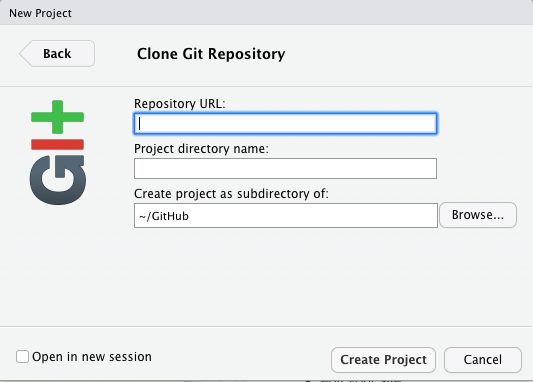 New Project
Back
Clone Git Repository
Repository URL:
GIt
Project directory name:
Create project as subdirectory of:
~/GitHub
Browse...
Open in new session
Create Project
Cancel